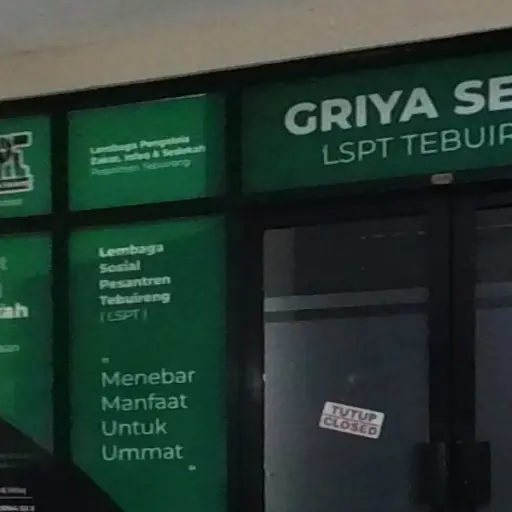 GRIYA SE
LSPT TEBUIR
Lembaga Pengelola
Zakat, Infaq & Sedekah
Pesantren Tebuireng
Lembaga
Sosial
Pesantren
Tebuireng
( LSPT )
"
Menebar
Manfaat
Untuk
Ummat
"
TUTUP
CLOSED